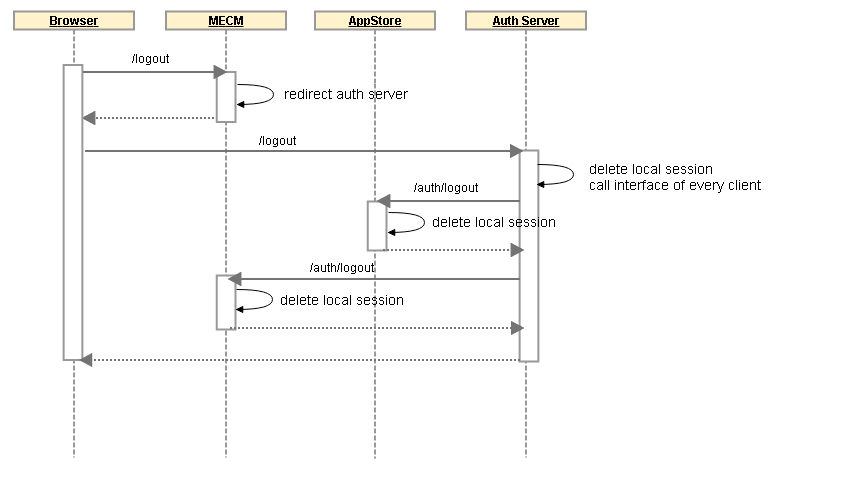 Browser
MECM
AppStore
Auth Server
/logout
redirect auth server
/logout
delete local session
call interface of every client
/auth/logout
delete local session
/auth/logout
delete local session